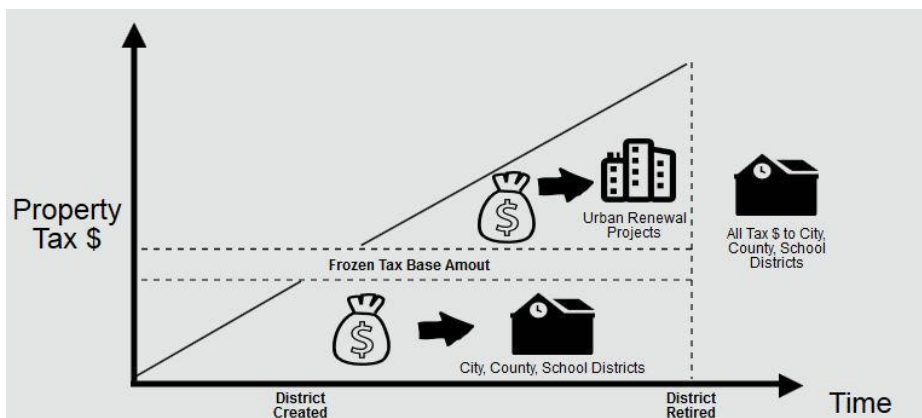 Property
Tax $
Frozen Tax Base Amout
$
Urban Renewal
Projects
All Tax $ to City,
County, School
Districts
$
City, County, School Districts
District
Created
District
Retired
Time